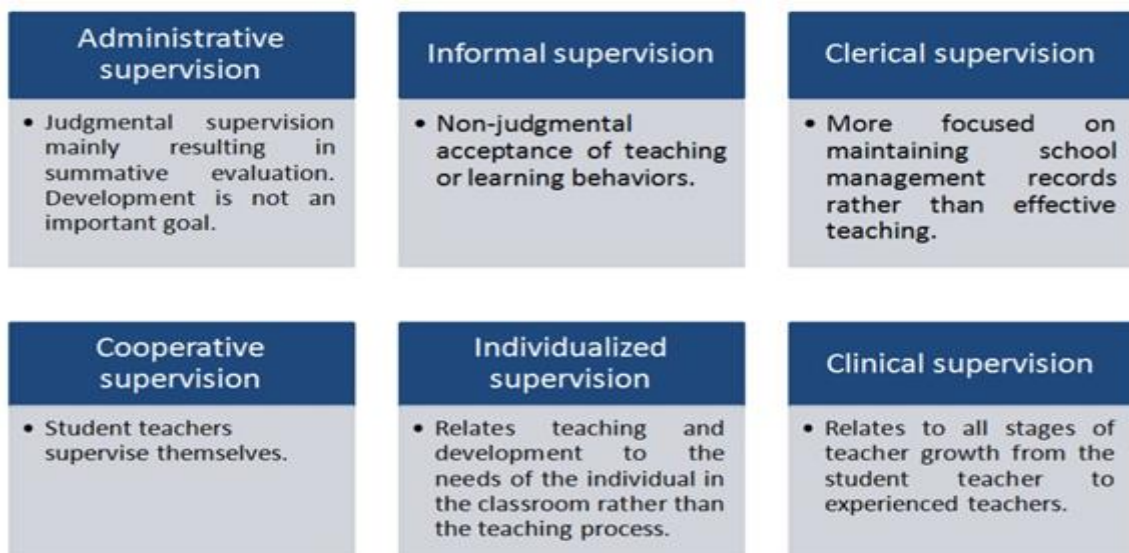 Administrative
supervision
• Judgmental supervision
mainly resulting in
summative evaluation.
Development is not an
important goal.
Informal supervision
• Non-judgmental
acceptance of teaching
or learning behaviors.
Clerical supervision
• More focused on
maintaining school
management records
rather than effective
teaching.
Cooperative
supervision
• Student teachers
supervise themselves.
Individualized
supervision
• Relates teaching and
development to the
needs of the individual in
the classroom rather than
the teaching process.
Clinical supervision
• Relates to all stages of
teacher growth from the
student teacher to
experienced teachers.